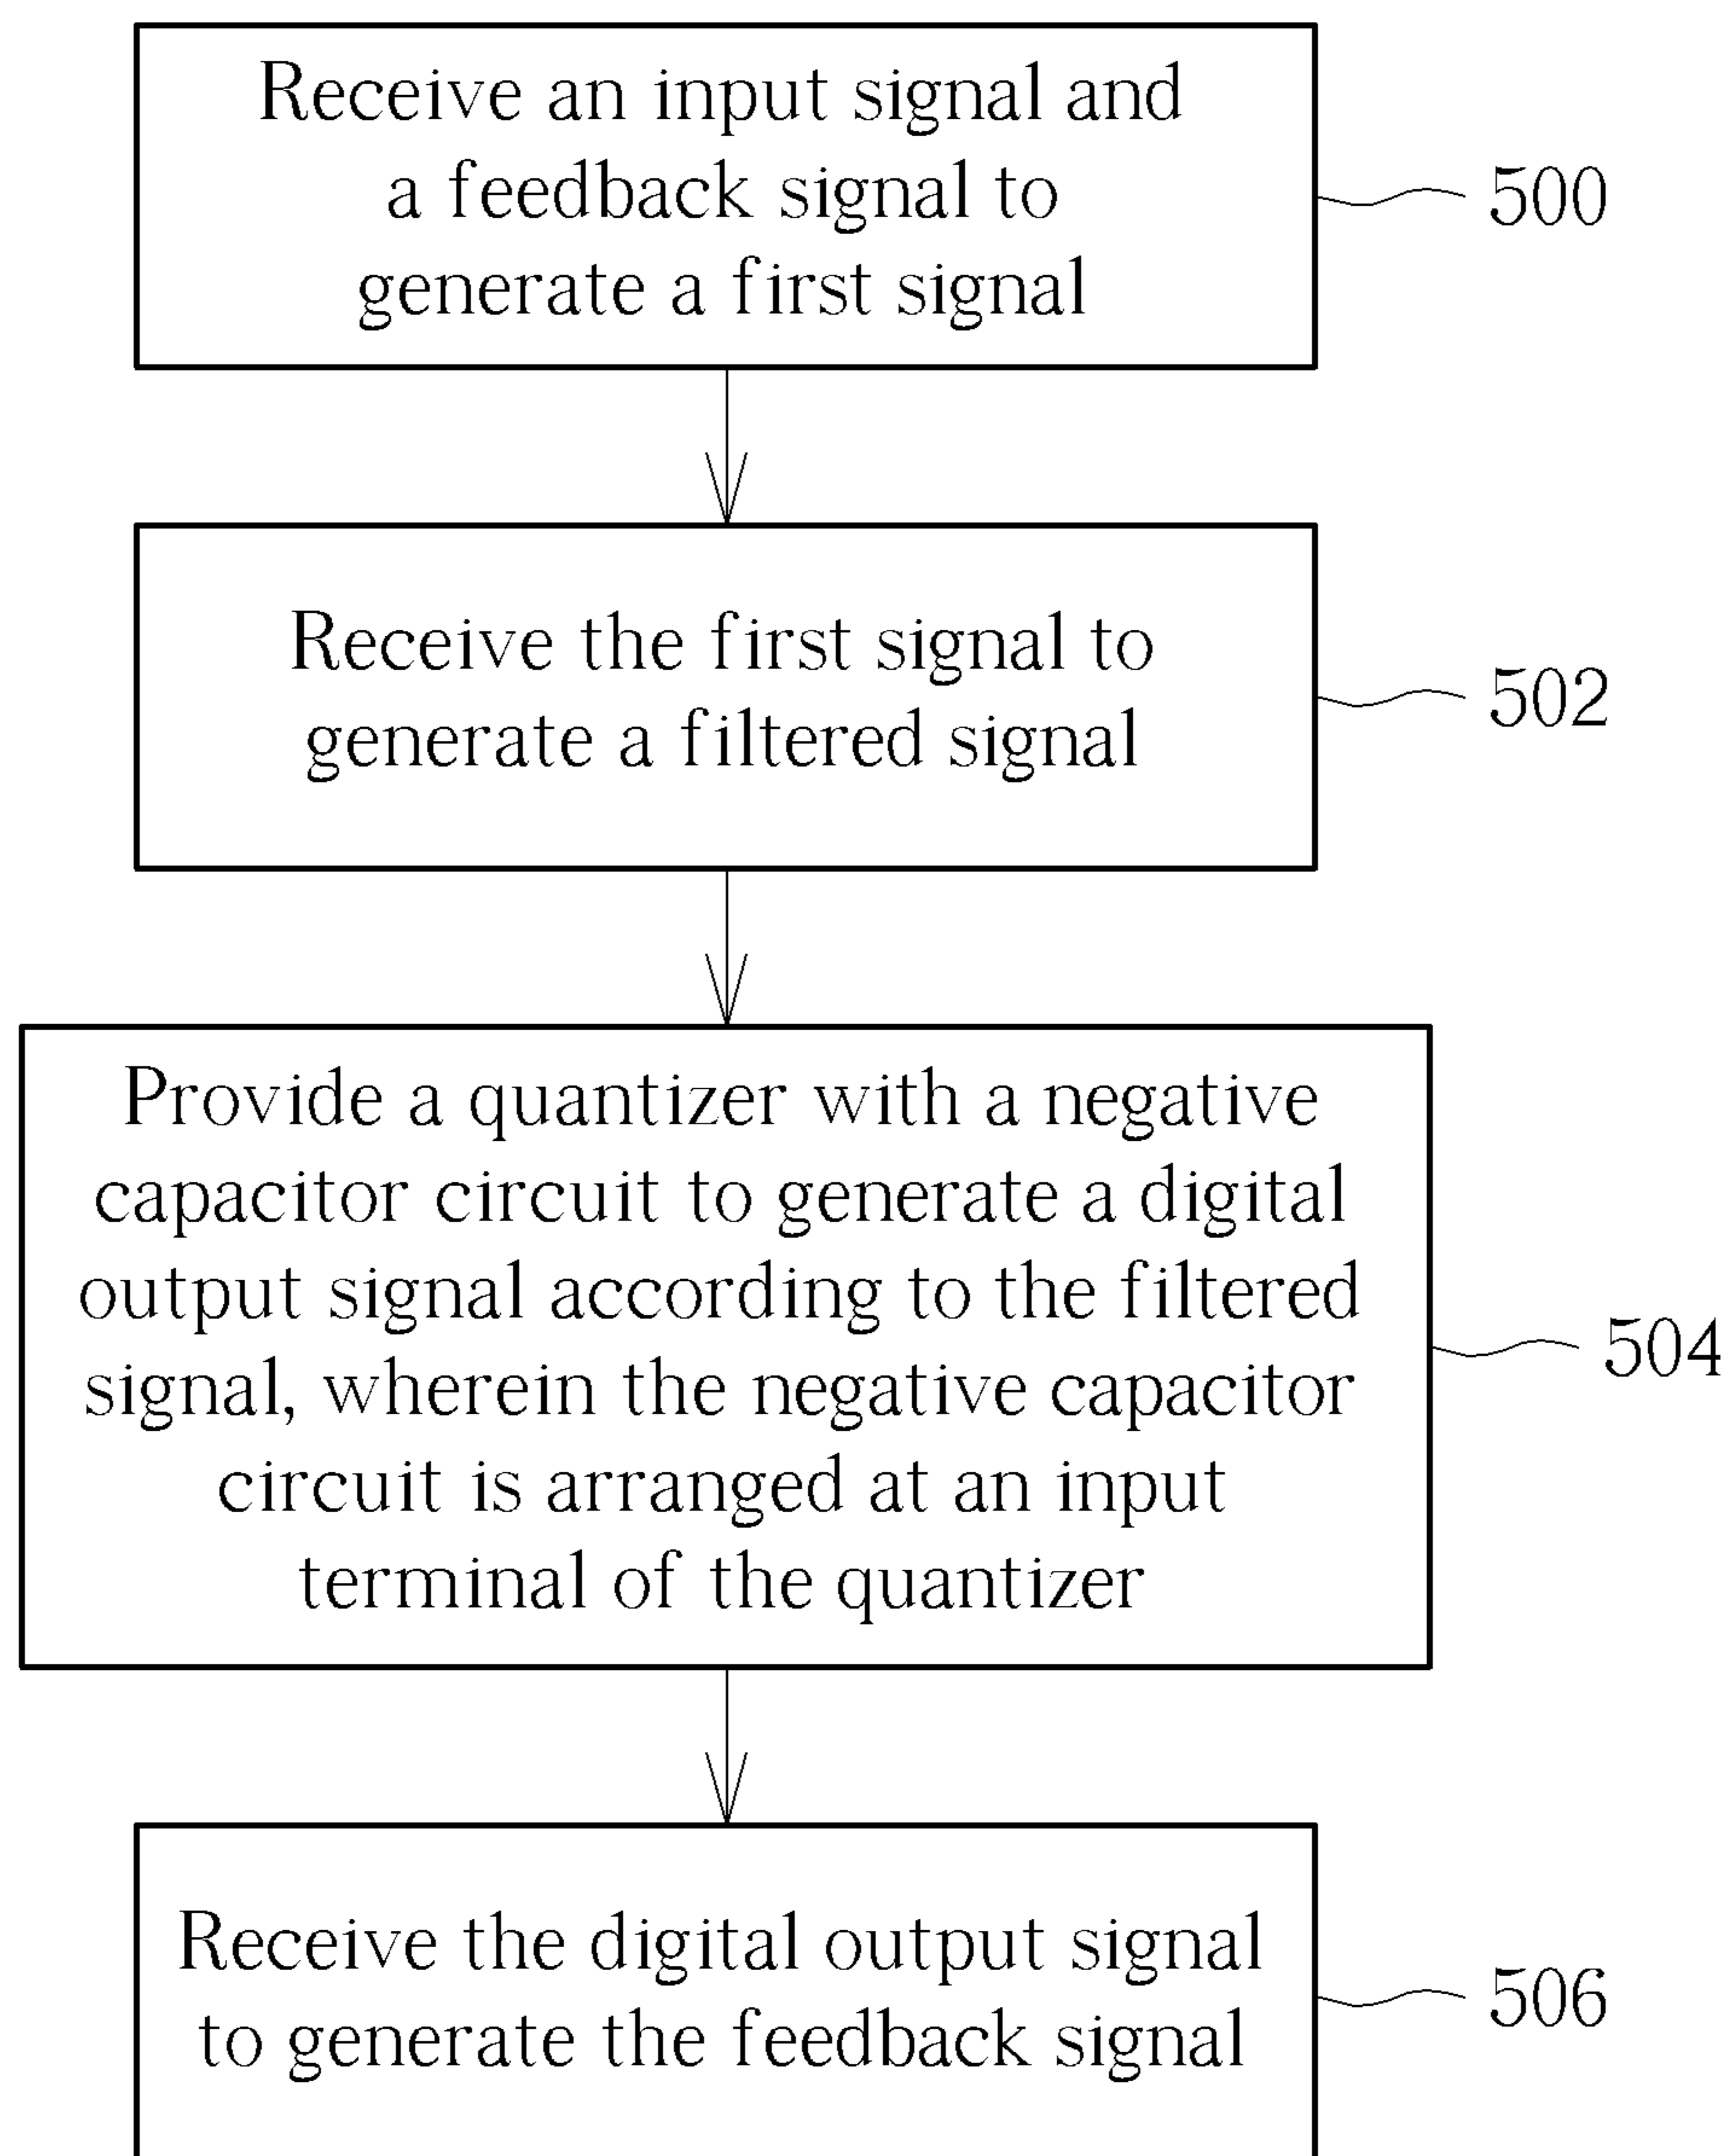 Receive an input signal and
a feedback signal to
generate a first signal
500
Receive the first signal to
generate a filtered signal
502
Provide a quantizer with a negative
capacitor circuit to generate a digital
output signal according to the filtered
signal, wherein the negative capacitor
circuit is arranged at an input
terminal of the quantizer
504
Receive the digital output signal
to generate the feedback signal
506